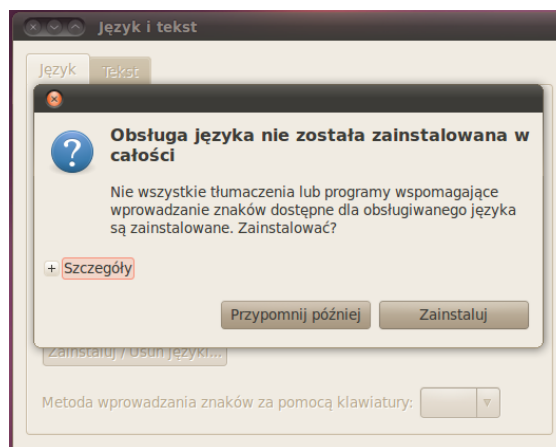 Język i tekst
Język Tekst
Obsługa języka nie została zainstalowana w
całości
Nie wszystkie tłumaczenia lub programy wspomagające
wprowadzanie znaków dostępne dla obsługiwanego języka
są zainstalowane. Zainstalować?
Szczegóły
Przypomnij później Zainstaluj
Zainstaluj / Usuń języki...
Metoda wprowadzania znaków za pomocą klawiatury: